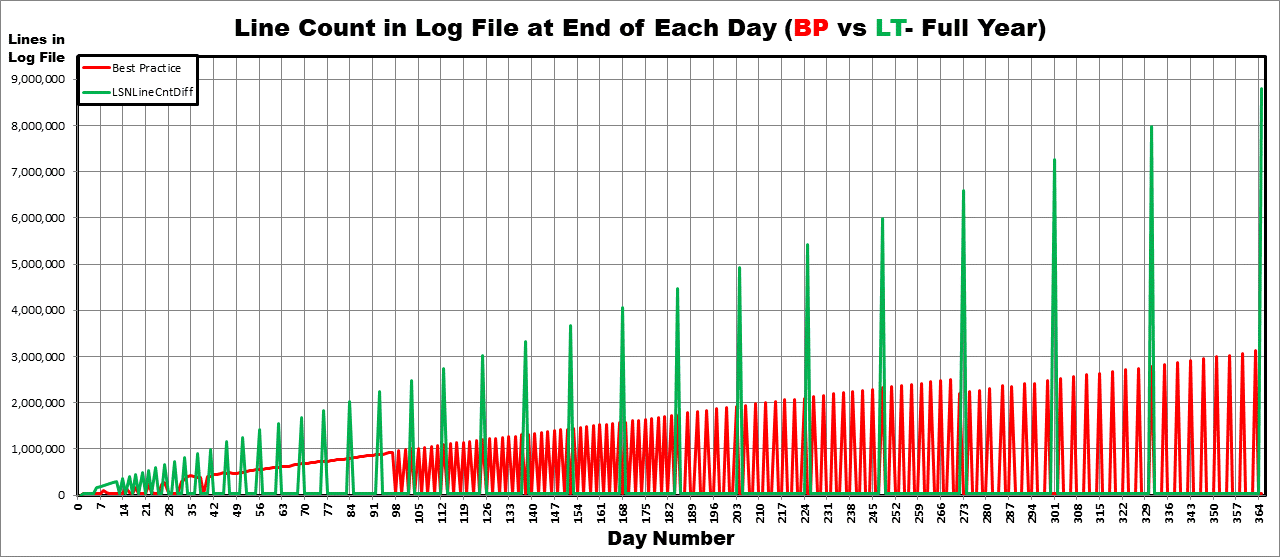 Line Count in Log File at End of Each Day (BP vs LT- Full Year)
Lines in
Log File
Best Practice
LSNLineCntDiff
9,000,000
8,000,000
7,000,000
6,000,000
5,000,000
4,000,000
3,000,000
2,000,000
1,000,000
0
0 7 14 21 28 35 42 49 56 63 70 77 84 91 98 105 112 119 126 133 140 147 154 161 168 175 182 189 196 203 210 217 224 231 238 245 252 259 266 273 280 287 294 301 308 315 322 329 336 343 350 357 364
Day Number